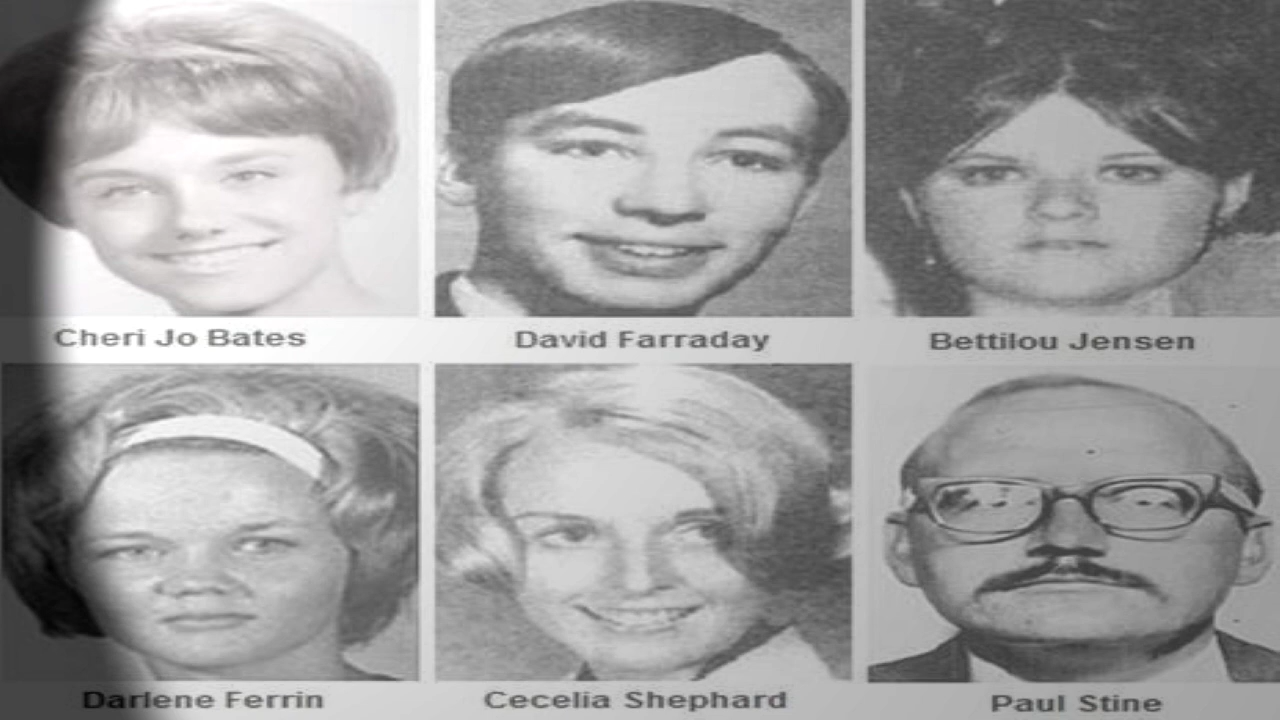 Cheri Jo Bates
David Farraday
Bettilou Jensen
Darlene Ferrin
Cecelia Shephard
Paul Stine